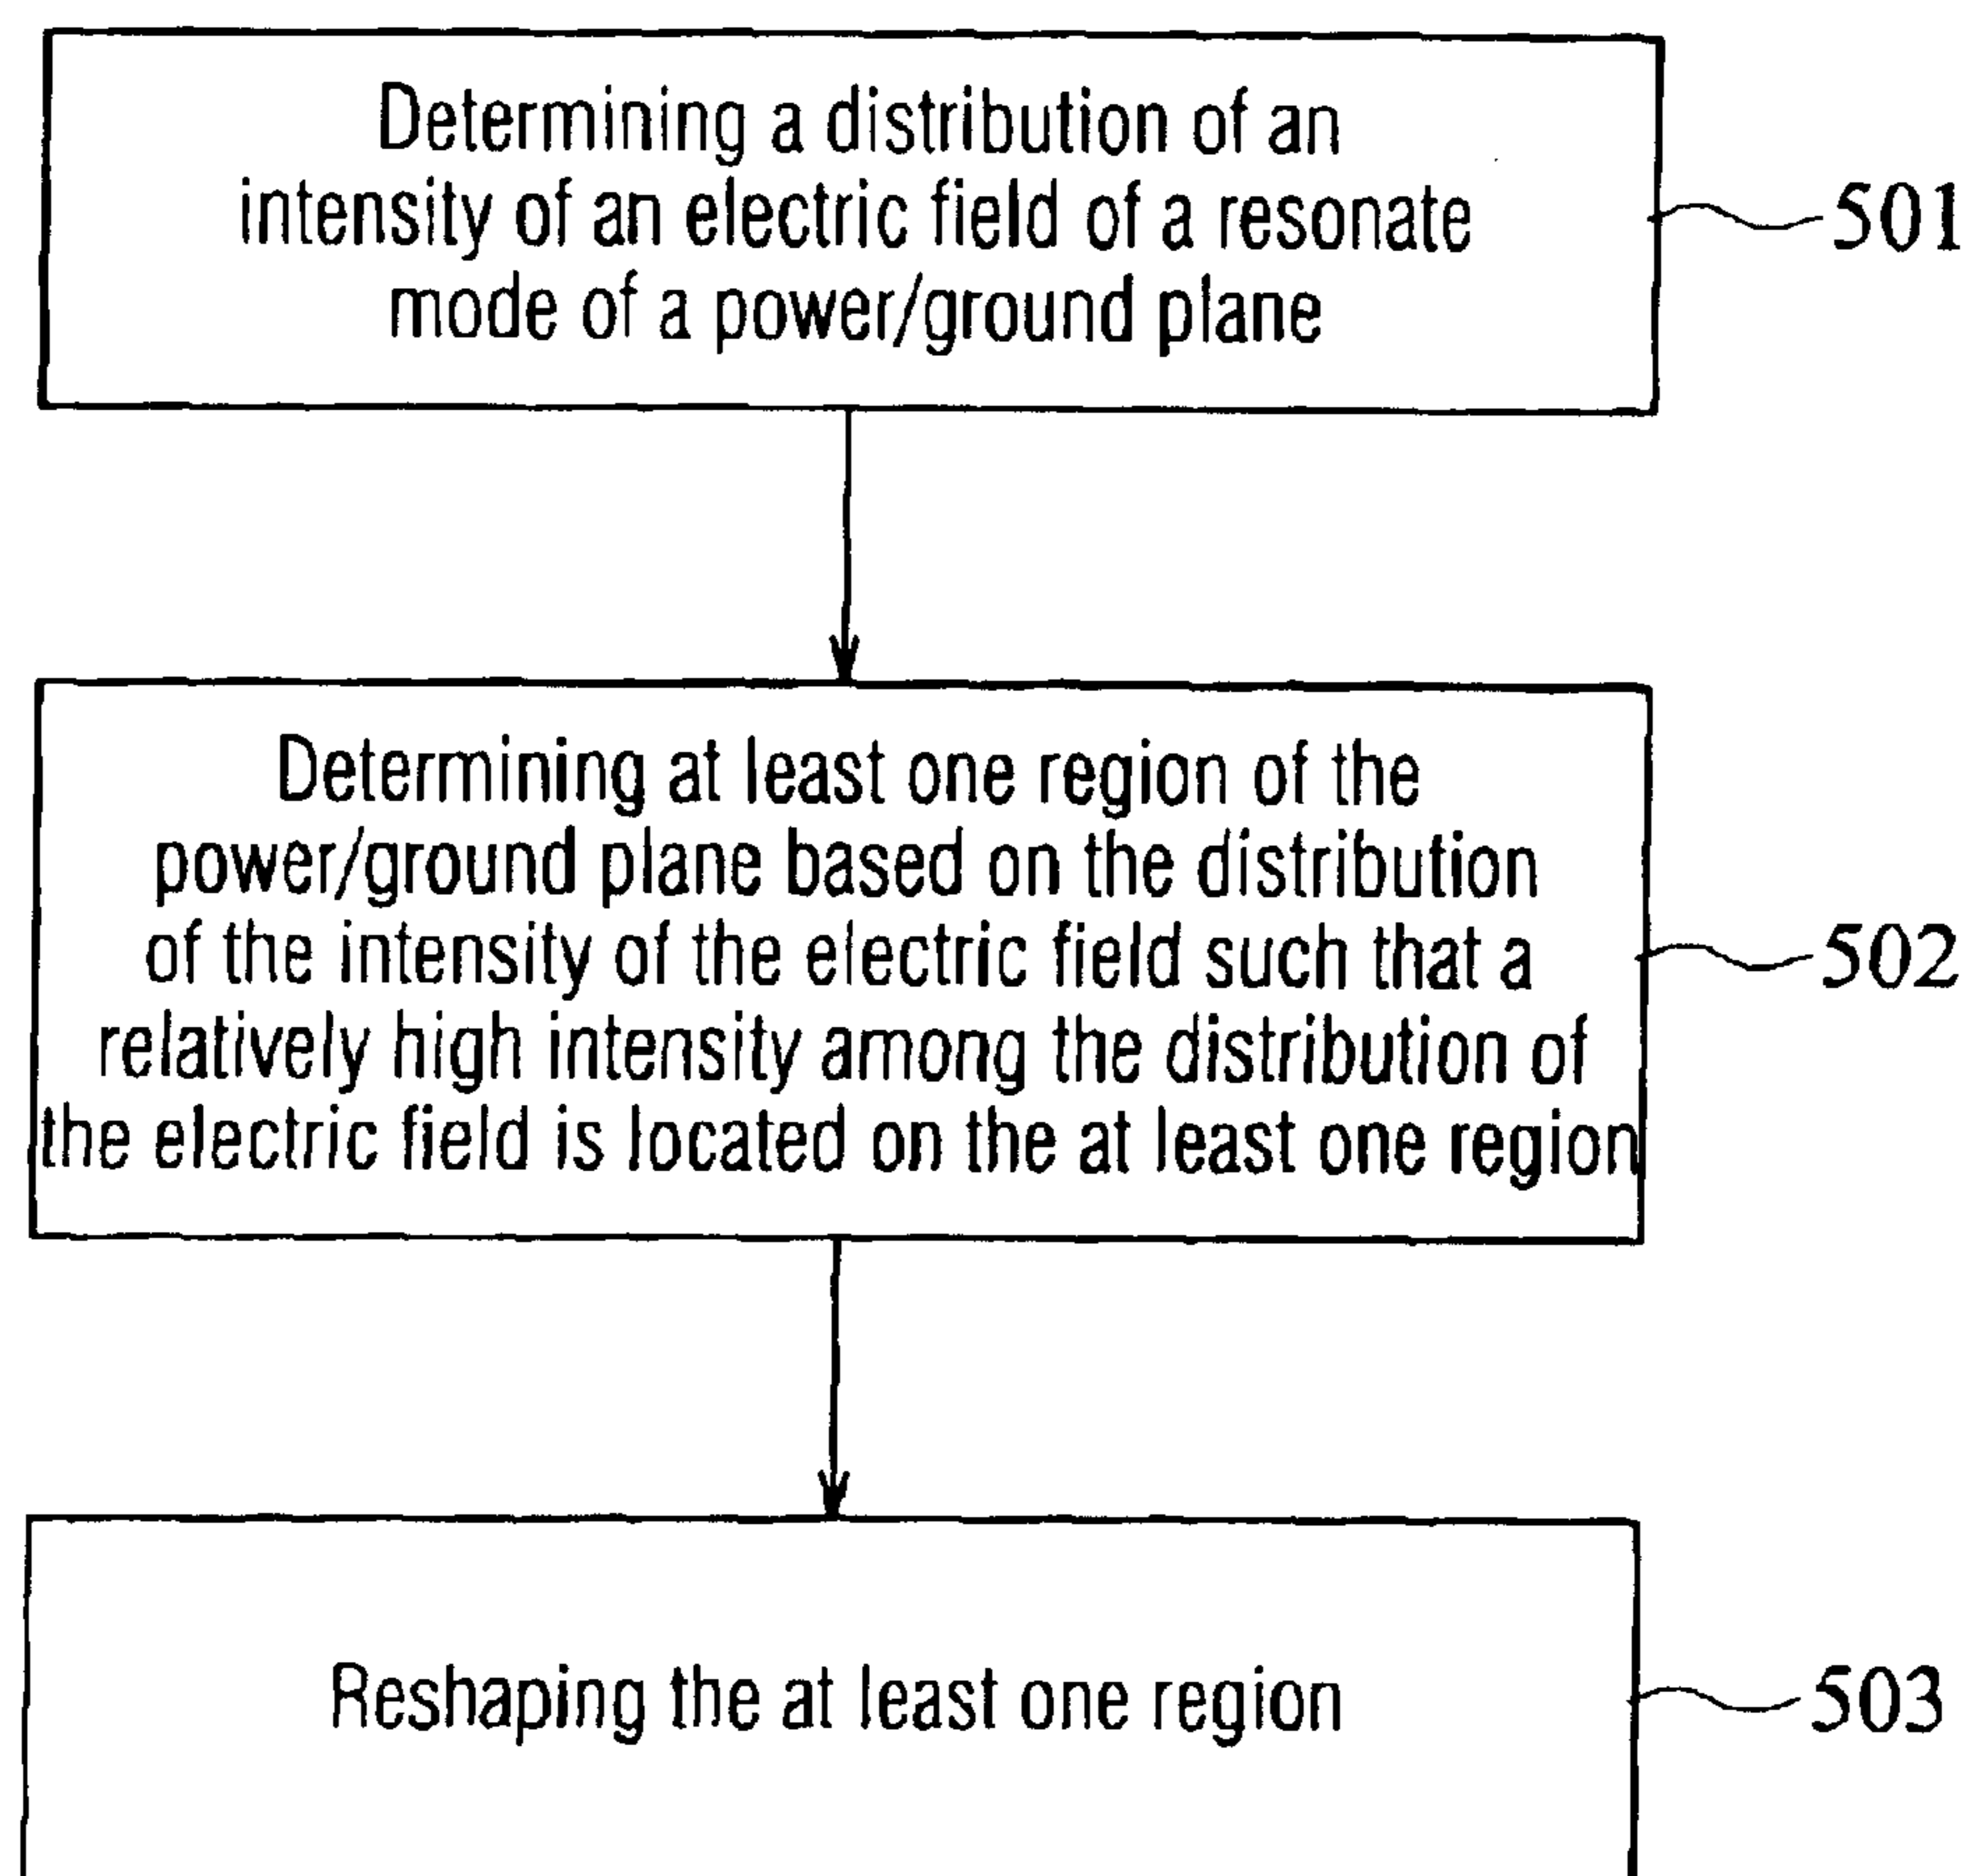 Determining a distribution of an
intensity of an electric field of a resonate
mode of a power/ground plane
501
Determining at least one region of the
power/ground plane based on the distribution
of the intensity of the electric field such that a
relatively high intensity among the distribution of
the electric field is located on the at least one region
502
Reshaping the at least one region
503